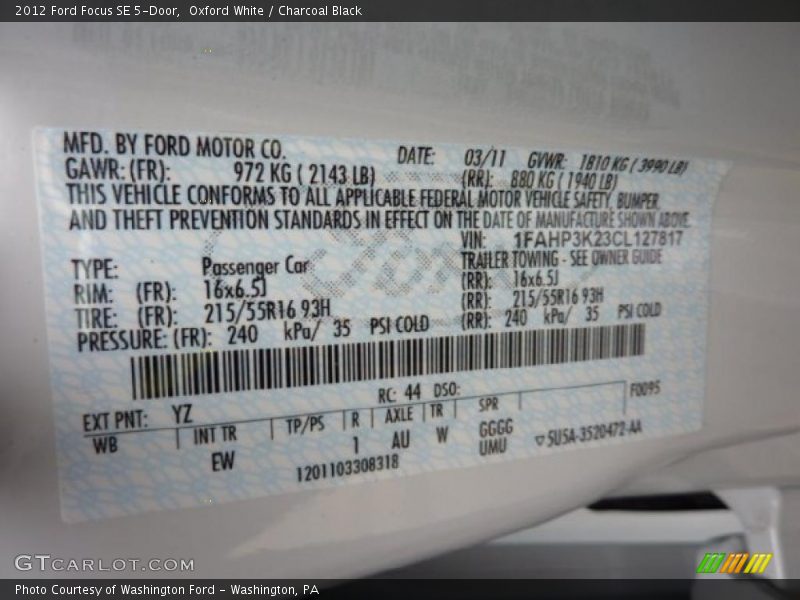 2012 Ford Focus SE 5-Door, Oxford White / Charcoal Black
MFD. BY FORD MOTOR CO. DATE: 03/11 GVWR: 1810 KG ( 3990 LB)
GAWR: (FR): 972 KG ( 2143 LB) (RR): 880 KG ( 1940 LB)
THIS VEHICLE CONFORMS TO ALL APPLICABLE FEDERAL MOTOR VEHICLE SAFETY, BUMPER,
AND THEFT PREVENTION STANDARDS IN EFFECT ON THE DATE OF MANUFACTURE SHOWN ABOVE.
VIN: 1FAHP3K23CL127817
TYPE: Passenger Car TRAILER TOWING - SEE OWNER GUIDE
RIM: (FR): 16x6.5J (RR): 16x6.5J
TIRE: (FR): 215/55R16 93H (RR): 215/55R16 93H
PRESSURE: (FR): 240 kPa/ 35 PSI COLD (RR): 240 kPa/ 35 PSI COLD
RC: 44 DSO: F0095
EXT PNT: YZ
WB INT TR TP/PS R AXLE TR SPR
EW 1 AU W GGGG
UMU
1201103308318 ▽5U5A-3520472-AA
GTCARLOT.COM
Photo Courtesy of Washington Ford - Washington, PA